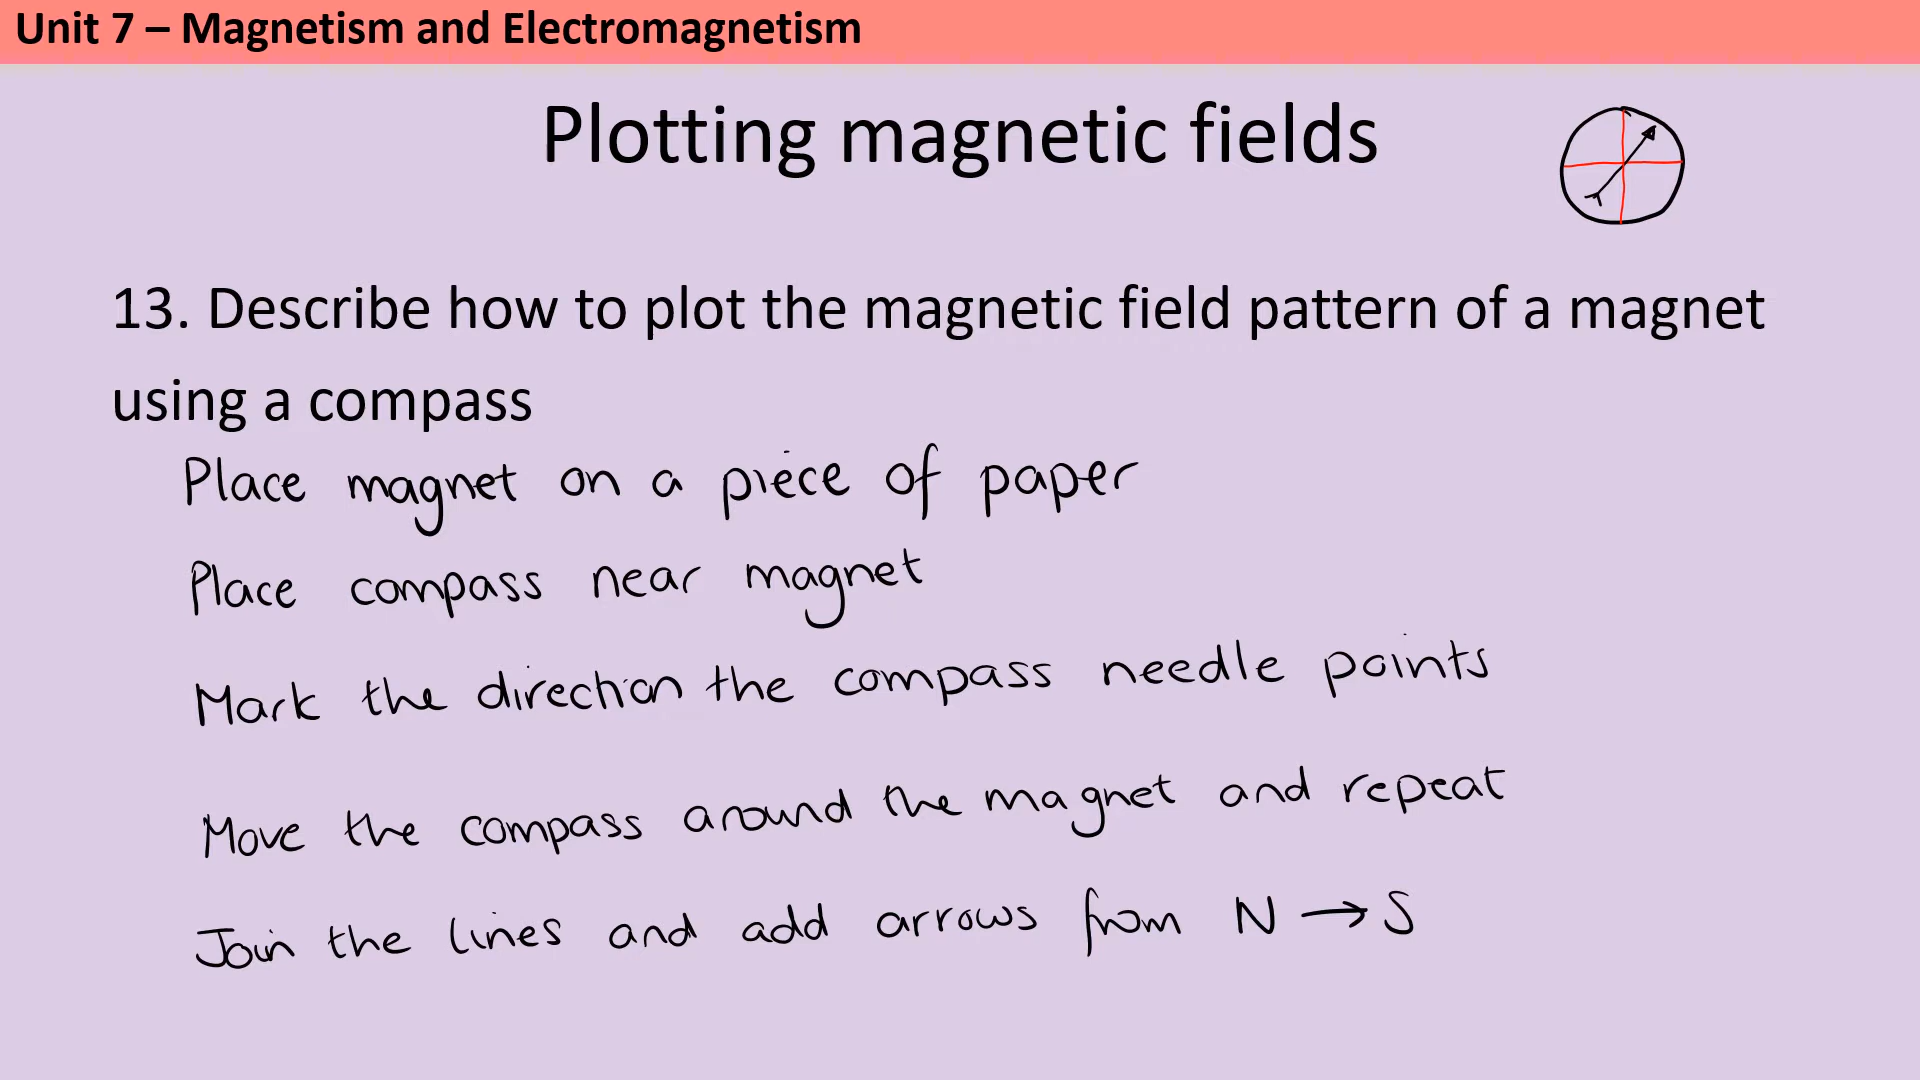 Unit 7 – Magnetism and Electromagnetism
Plotting magnetic fields
13. Describe how to plot the magnetic field pattern of a magnet
using a compass
Place magnet on a piece of paper
Place compass near magnet
Mark the direction the compass needle points
Move the compass around the magnet and repeat
Join the lines and add arrows from N → S